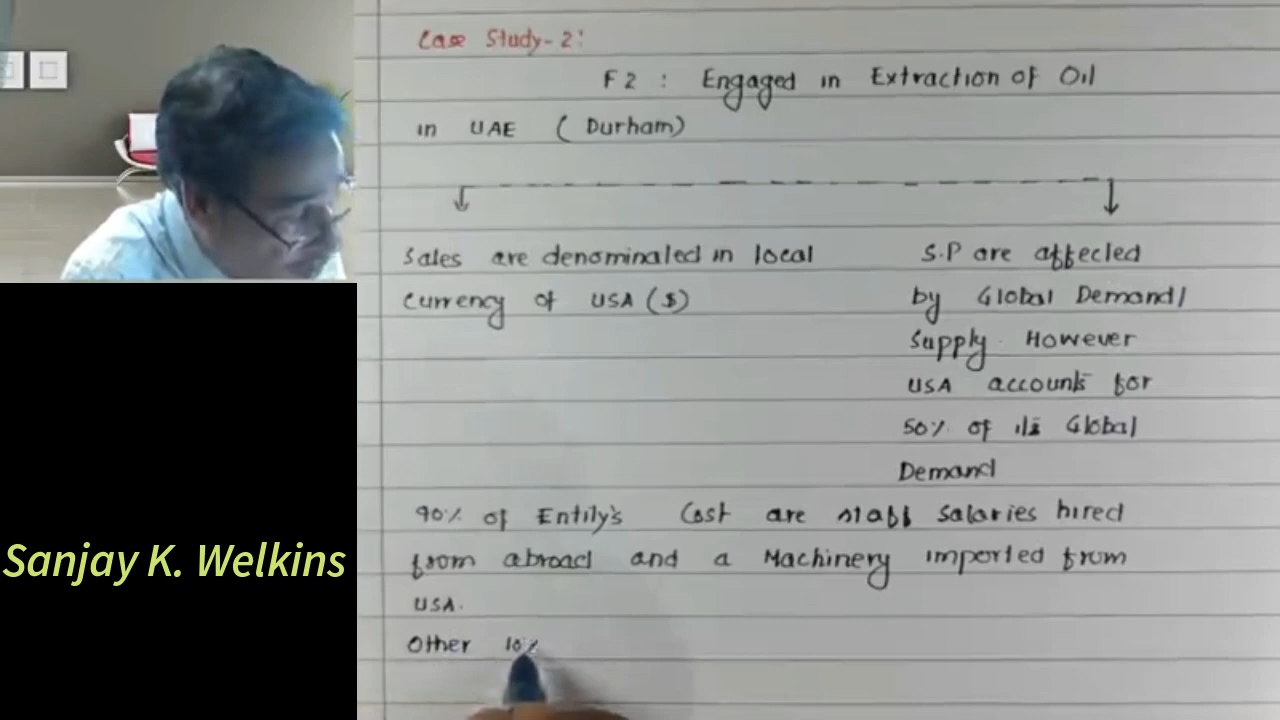 Case Study-2:
F2 : Engaged in Extraction of Oil
in UAE ( Durham)
Sales are denominated in local
Currency of USA ($)
S.P are affected
by Global Demand/
Supply. However
USA accounts for
50% of its Global
Demand
90% of Entity's Cost are staff salaries hired
from abroad and a Machinery imported from
USA.
Other 10%
Sanjay K. Welkins